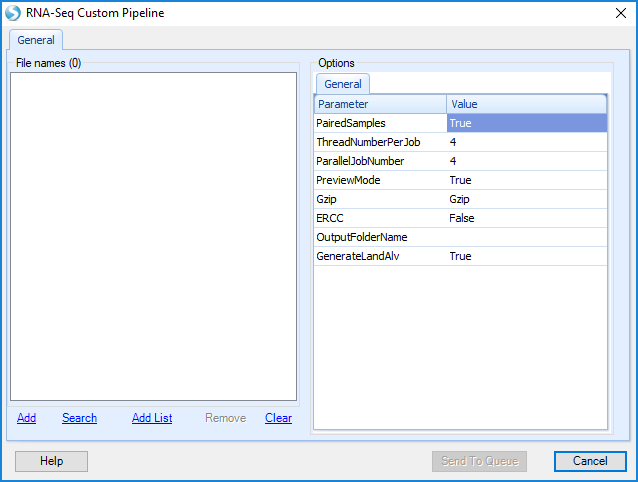 RNA-Seq Custom Pipeline
General
File names (0)
Options
General
Parameter Value
PairedSamples True
ThreadNumberPerJob 4
ParallelJobNumber 4
PreviewMode True
Gzip Gzip
ERCC False
OutputFolderName
GenerateLandAlv True
Add Search Add List Remove Clear
Help Send To Queue Cancel